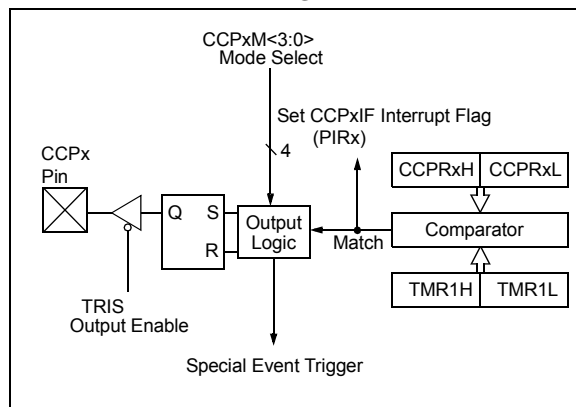 CCPxM<3:0>
Mode Select
Set CCPxIF Interrupt Flag
(PIRx)
4
CCPx
Pin
CCPRxH CCPRxL
Q S
R
Output
Logic
Match
Comparator
TRIS
Output Enable
TMR1H TMR1L
Special Event Trigger